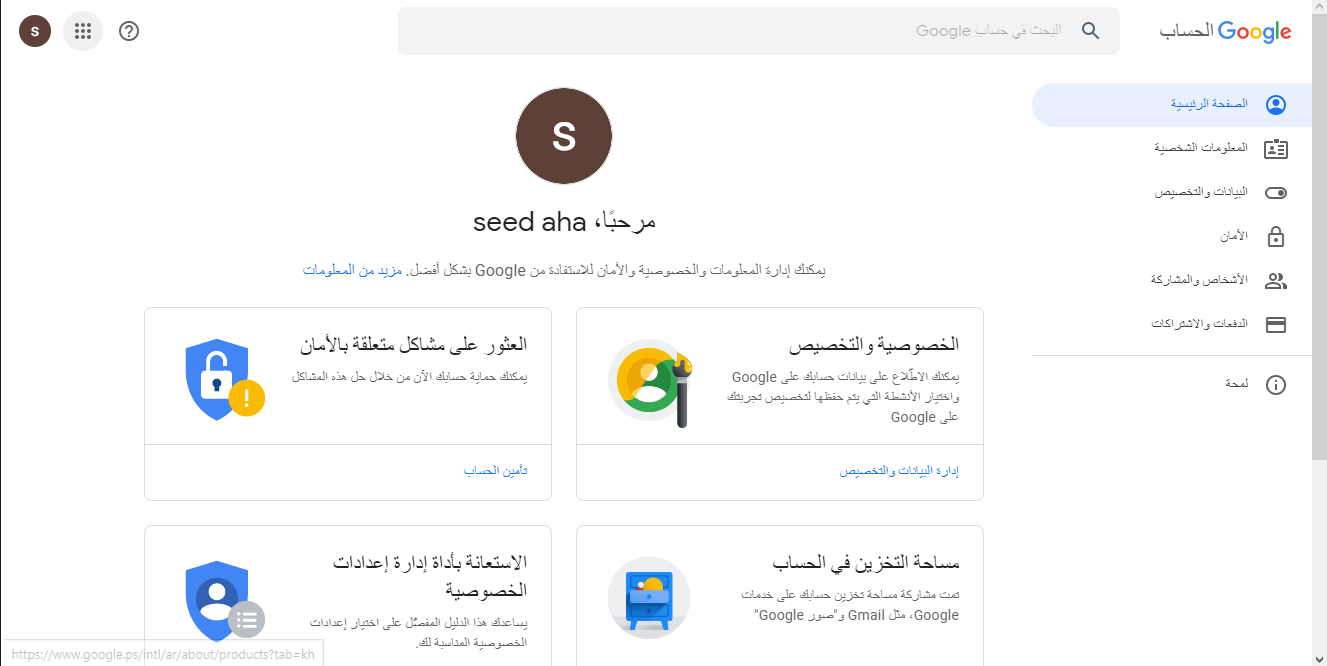 Google الحساب
البحث في حساب Google
S
الصفحة الرئيسية
المعلومات الشخصية
البيانات والتخصيص
الأمان
الأشخاص والمشاركة
الدفعات والاشتراكات
لمحة
S
مرحبًا، seed aha
يمكنك إدارة المعلومات والخصوصية والأمان للاستفادة من Google بشكل أفضل. مزيد من المعلومات
الخصوصية والتخصيص
يمكنك الاطّلاع على بيانات حسابك على Google
واختيار الأنشطة التي يتم حفظها لتخصيص تجربتك
على Google
إدارة البيانات والتخصيص
العثور على مشاكل متعلقة بالأمان
يمكنك حماية حسابك الآن من خلال حل هذه المشاكل
تأمين الحساب
مساحة التخزين في الحساب
تمت مشاركة مساحة تخزين حسابك على خدمات
Google، مثل Gmail و"صور Google"
الاستعانة بأداة إدارة إعدادات
الخصوصية
يساعدك هذا الدليل المفصّل على اختيار إعدادات
الخصوصية المناسبة لك.
https://www.google.ps/intl/ar/about/products?tab=kh